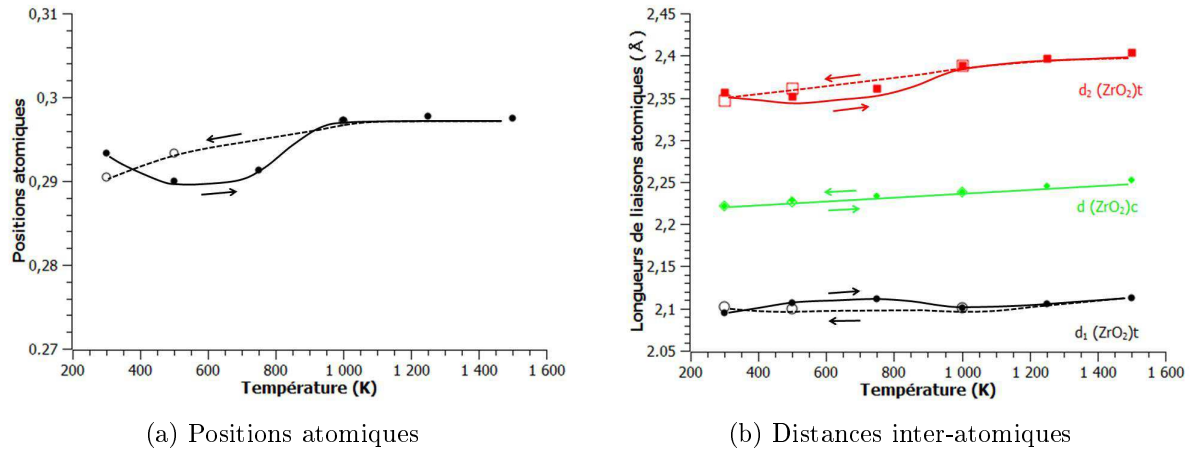 0,31
0,3
0,29
0,28
0.27
Positions atomiques
200 400 600 800 1 000 1 200 1 400 1 600
Température (K)
(a) Positions atomiques
2,45
2,4
2,35
2,3
2,25
2,2
2,15
2,1
2.05
Longueurs de liaisons atomiques (Å)
d₂ (ZrO₂)t
d (ZrO₂)c
d₁ (ZrO₂)t
200 400 600 800 1 000 1 200 1 400 1 600
Température (K)
(b) Distances inter-atomiques